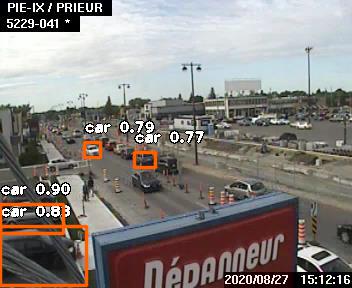 PIE-IX / PRIEUR
5229-041 *
car 0.79
car 0.77
car 0.90
car 0.83
Dépanneur
2020/08/27 15:12:16